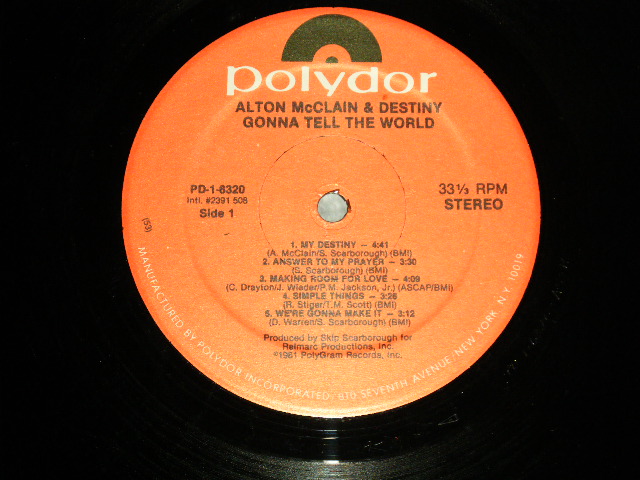 polydor
ALTON McCLAIN & DESTINY
GONNA TELL THE WORLD
PD-1-6320
Intl. #2391 508
Side 1
33⅓ RPM
STEREO
(53)
1. MY DESTINY — 4:41
(A. McClain/S. Scarborough) (BMI)
2. ANSWER TO MY PRAYER — 3:30
(S. Scarborough) (BMI)
3. MAKING ROOM FOR LOVE — 4:09
(C. Drayton/J. Wieder/P.M. Jackson, Jr.) (ASCAP/BMI)
4. SIMPLE THINGS — 3:26
(R. Stiger/T.M. Scott) (BMI)
5. WE'RE GONNA MAKE IT — 3:12
(D. Warren/S. Scarborough) (BMI)
Produced by Skip Scarborough for
Relmarc Productions, Inc.
©1981 PolyGram Records, Inc.
MANUFACTURED BY POLYDOR INCORPORATED/810 SEVENTH AVENUE, NEW YORK, N.Y. 10019